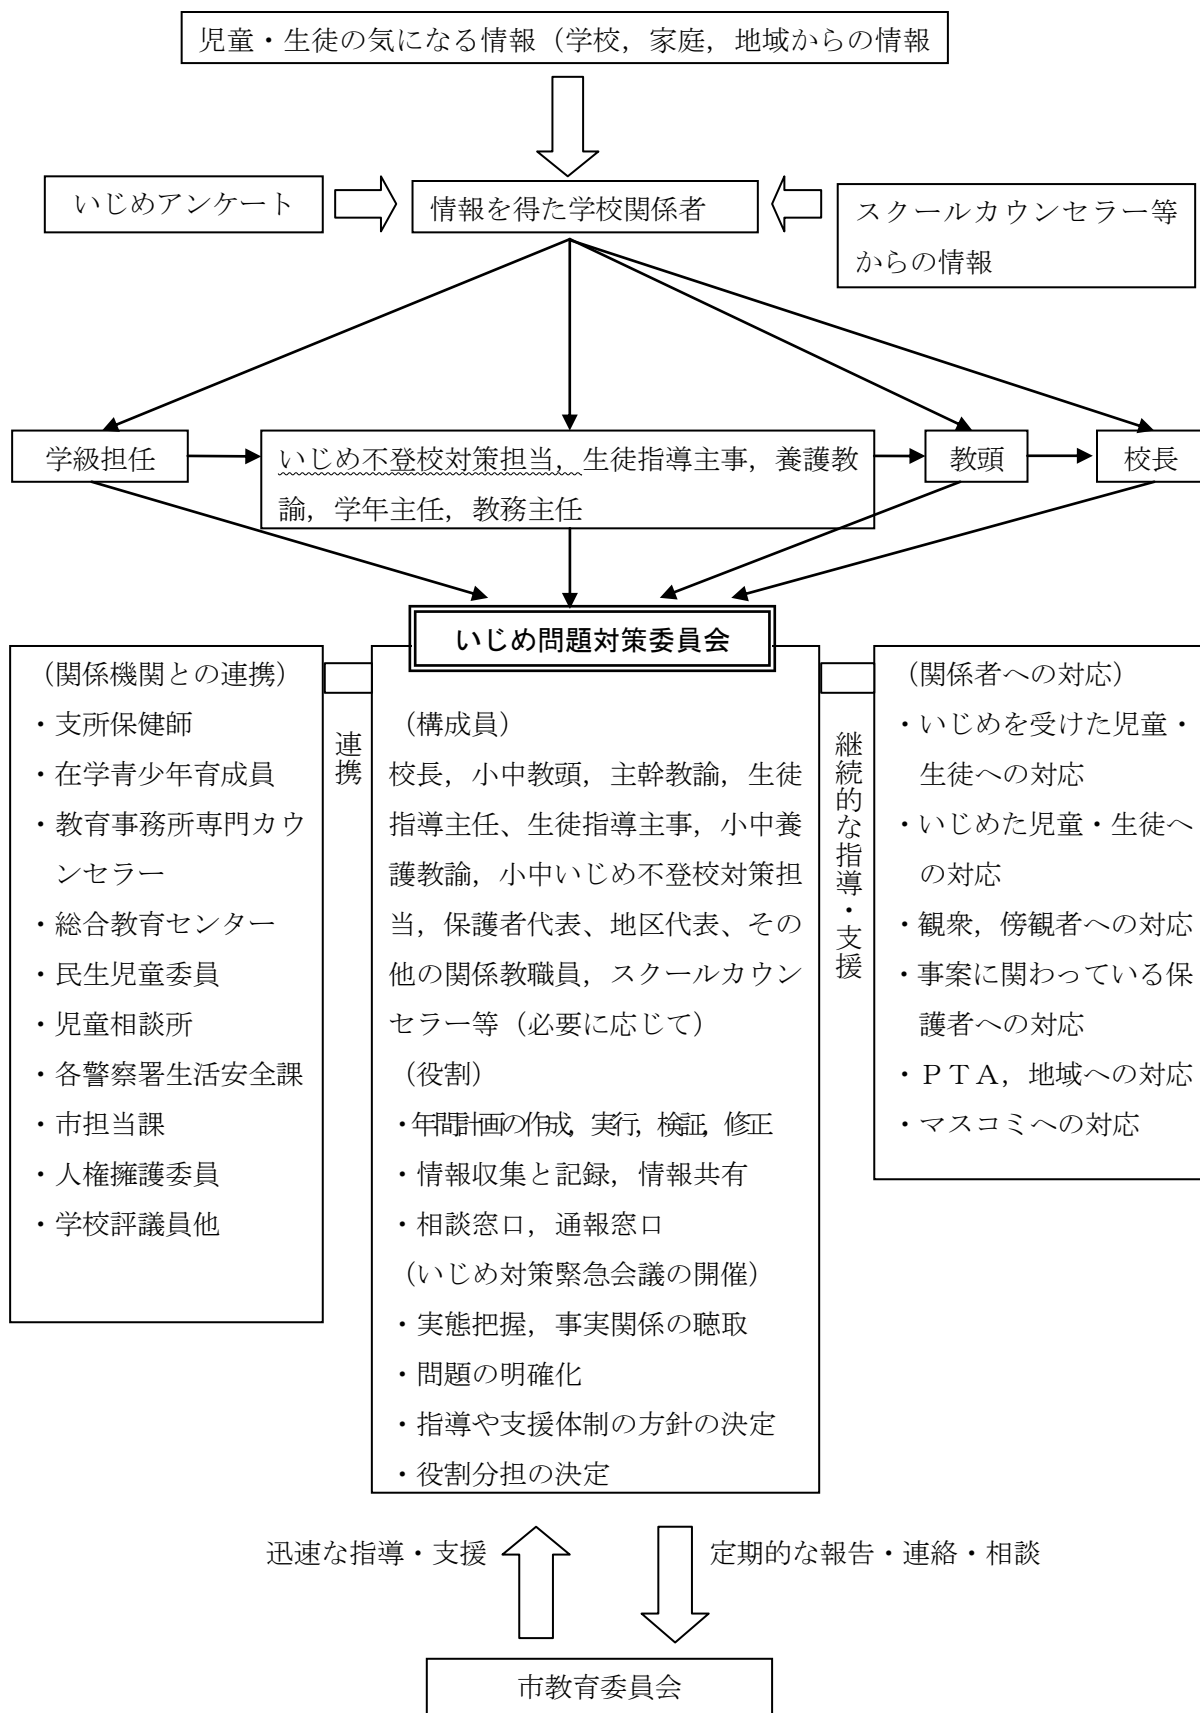 児童・生徒の気になる情報（学校，家庭，地域からの情報
いじめアンケート
情報を得た学校関係者
スクールカウンセラー等
からの情報
学級担任
いじめ不登校対策担当，生徒指導主事，養護教
諭，学年主任，教務主任
教頭
校長
いじめ問題対策委員会
（関係機関との連携）
・支所保健師
・在学青少年育成員
・教育事務所専門カウ
ンセラー
・総合教育センター
・民生児童委員
・児童相談所
・各警察署生活安全課
・市担当課
・人権擁護委員
・学校評議員他
連携
（構成員）
校長，小中教頭，主幹教諭，生徒
指導主任、生徒指導主事，小中養
護教諭，小中いじめ不登校対策担
当，保護者代表、地区代表、その
他の関係教職員，スクールカウン
セラー等（必要に応じて）
（役割）
・年間計画の作成，実行，検証，修正
・情報収集と記録，情報共有
・相談窓口，通報窓口
（いじめ対策緊急会議の開催）
・実態把握，事実関係の聴取
・問題の明確化
・指導や支援体制の方針の決定
・役割分担の決定
継続的な指導・支援
（関係者への対応）
・いじめを受けた児童・
生徒への対応
・いじめた児童・生徒へ
の対応
・観衆，傍観者への対応
・事案に関わっている保
護者への対応
・ＰＴＡ，地域への対応
・マスコミへの対応
迅速な指導・支援
定期的な報告・連絡・相談
市教育委員会